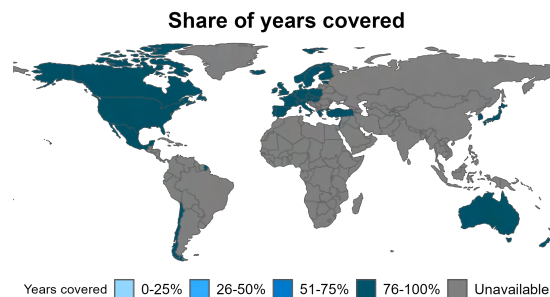 Share of years covered
Years covered 0-25% 26-50% 51-75% 76-100% Unavailable